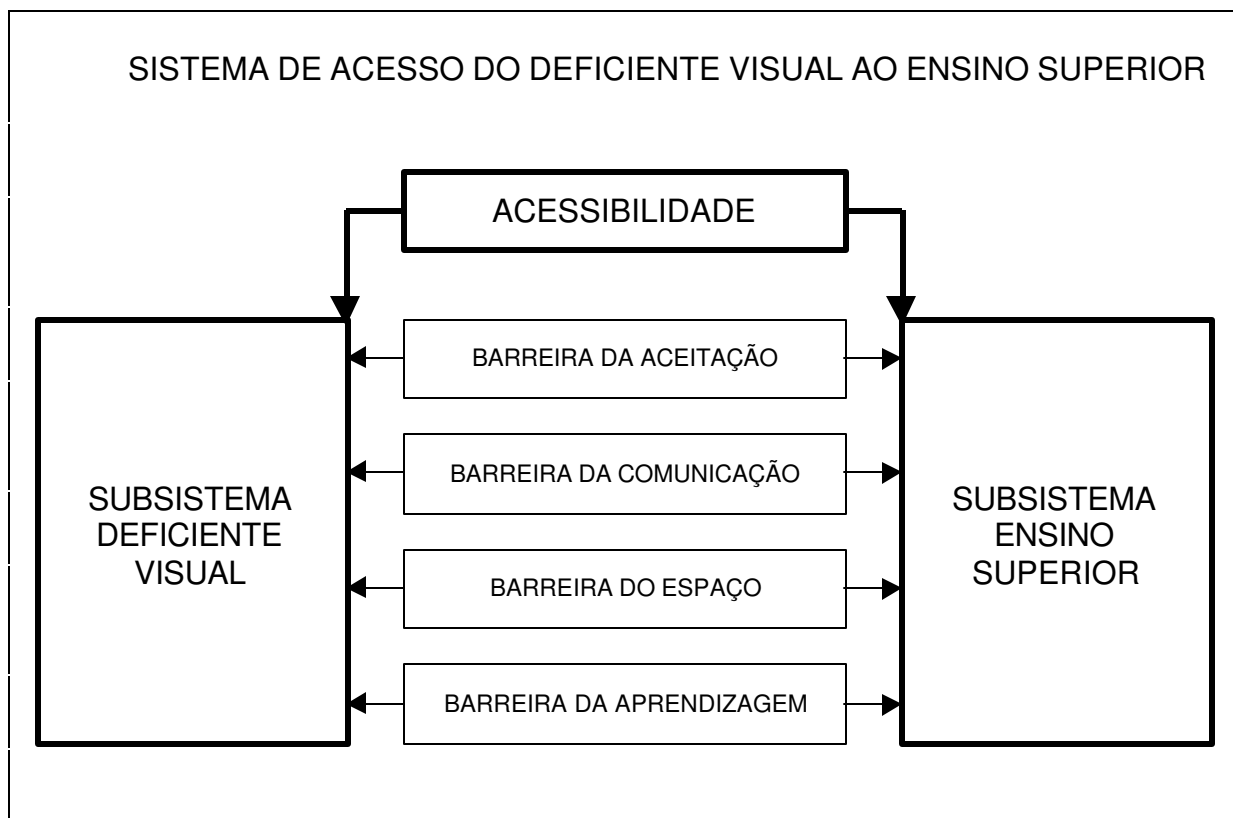 SISTEMA DE ACESSO DO DEFICIENTE VISUAL AO ENSINO SUPERIOR
ACESSIBILIDADE
BARREIRA DA ACEITAÇÃO
BARREIRA DA COMUNICAÇÃO
BARREIRA DO ESPAÇO
BARREIRA DA APRENDIZAGEM
SUBSISTEMA
DEFICIENTE
VISUAL
SUBSISTEMA
ENSINO
SUPERIOR